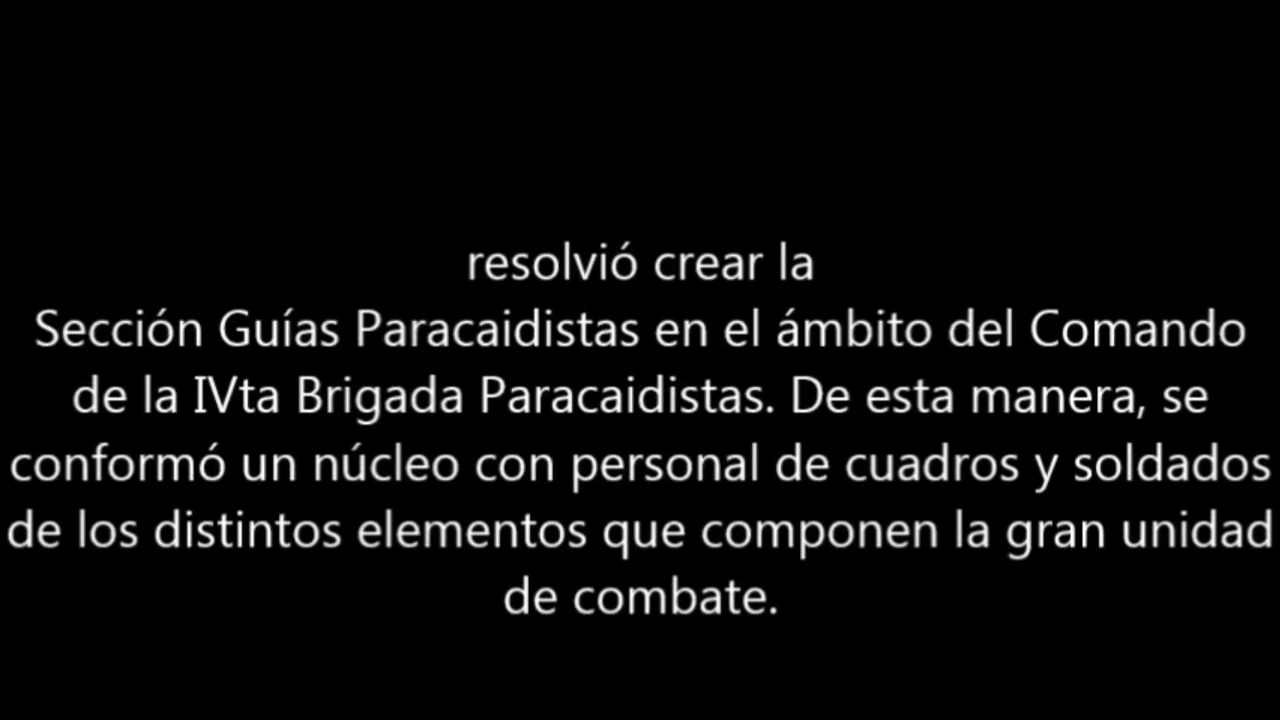 resolvió crear la
Sección Guías Paracaidistas en el ámbito del Comando
de la IVta Brigada Paracaidistas. De esta manera, se
conformó un núcleo con personal de cuadros y soldados
de los distintos elementos que componen la gran unidad
de combate.